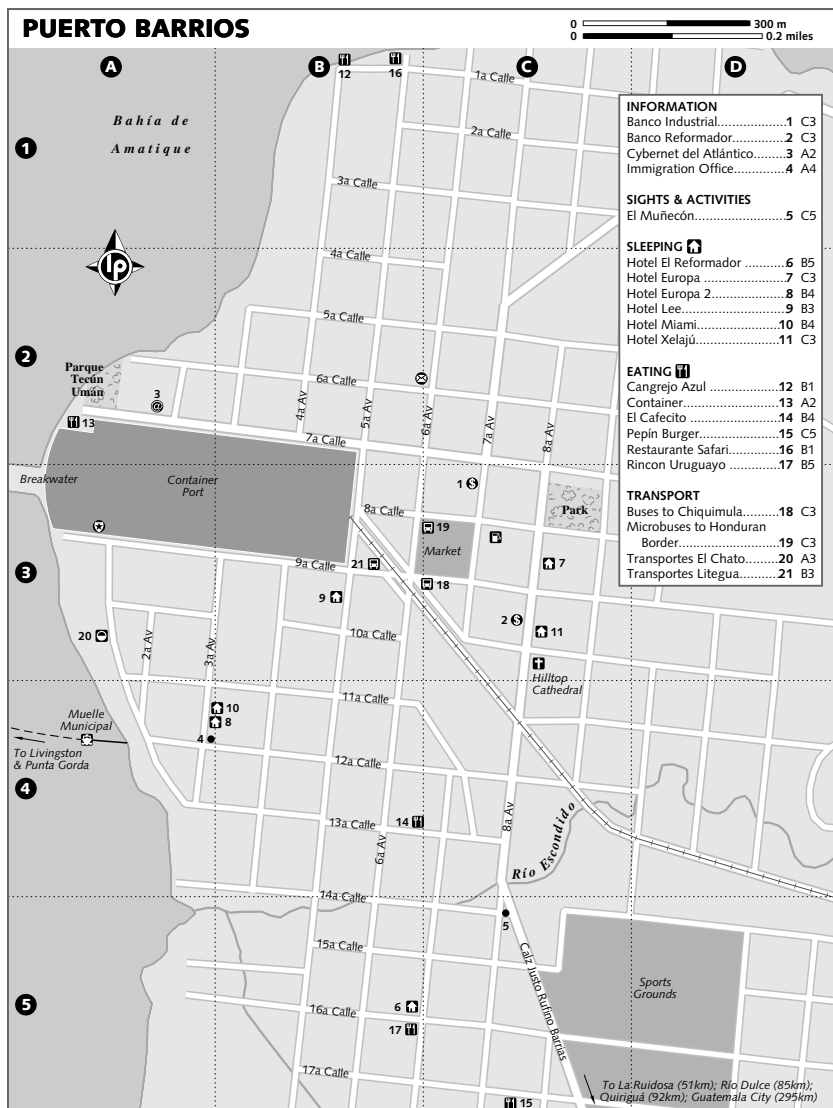 PUERTO BARRIOS
0 300 m
0 0.2 miles
A
B
C
D
1
2
3
4
5
INFORMATION
Banco Industrial.....................1 C3
Banco Reformador................2 C3
Cybernet del Atlántico..........3 A2
Immigration Office................4 A4
SIGHTS & ACTIVITIES
El Muñecón...........................5 C5
SLEEPING
Hotel El Reformador ............6 B5
Hotel Europa ........................7 C3
Hotel Europa 2......................8 B4
Hotel Lee...............................9 B3
Hotel Miami........................10 B4
Hotel Xelajú........................11 C3
EATING
Cangrejo Azul .....................12 B1
Container............................13 A2
El Cafecito ..........................14 B4
Pepín Burger.......................15 C5
Restaurante Safari...............16 B1
Rincon Uruguayo ................17 B5
TRANSPORT
Buses to Chiquimula............18 C3
Microbuses to Honduran
Border..............................19 C3
Transportes El Chato...........20 A3
Transportes Litegua.............21 B3
Bahía de
Amatique
lp
12
16
1a Calle
2a Calle
3a Calle
4a Calle
5a Calle
6a Calle
7a Calle
4a Av
5a Av
6a Av
7a Av
8a Av
Parque
Tecún
Umán
3
@
13
Breakwater
Container
Port
1
$
8a Calle
19
Market
Park
7
9a Calle
21
18
9
2
$
11
10a Calle
20
2a Av
3a Av
Hilltop
Cathedral
11a Calle
10
8
4
Muelle
Municipal
To Livingston
& Punta Gorda
12a Calle
13a Calle
14
6a Av
8a Av
Río Escondido
14a Calle
5
15a Calle
Calz Justo Rufino Barrias
Sports
Grounds
6
16a Calle
17
17a Calle
15
To La Ruidosa (51km); Río Dulce (85km);
Quiriguá (92km); Guatemala City (295km)